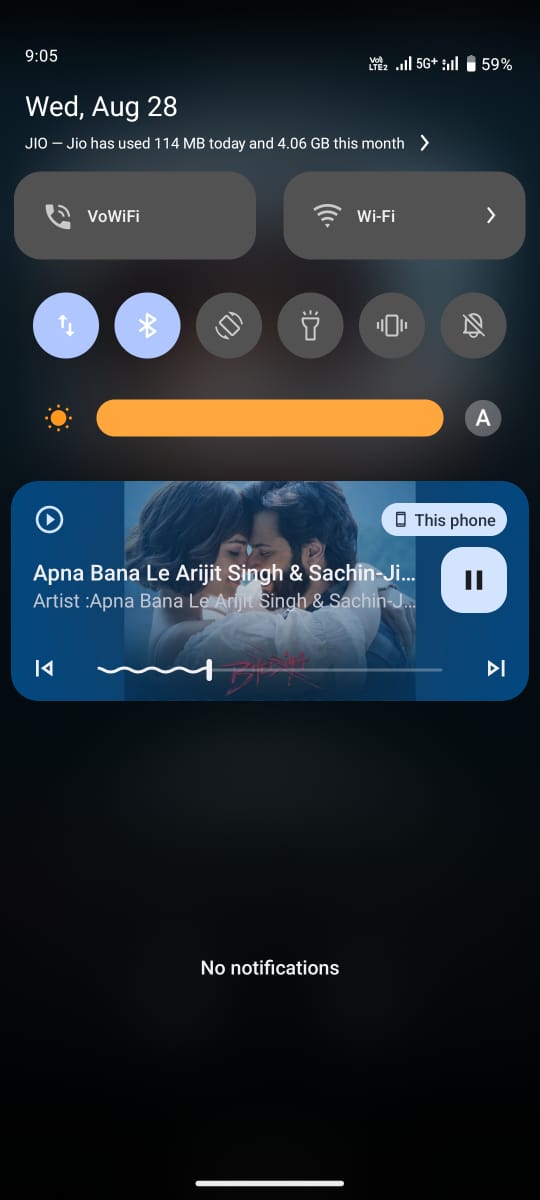 9:05
Vo)) LTE2 5G+ 59%
Wed, Aug 28
JIO — Jio has used 114 MB today and 4.06 GB this month
VoWiFi
Wi-Fi
A
This phone
Apna Bana Le Arijit Singh & Sachin-Ji...
Artist :Apna Bana Le Arijit Singh & Sachin-J...
BHEDIYA
No notifications